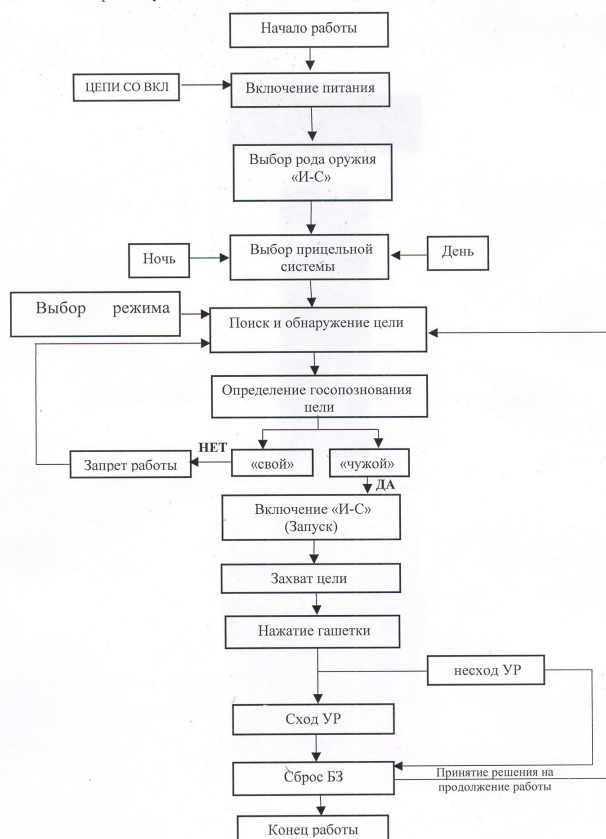 Начало работы
ЦЕПИ СО ВКЛ
Включение питания
Выбор рода оружия
«И-С»
Ночь
Выбор прицельной
системы
День
Выбор режима
Поиск и обнаружение цели
Определение госопознования
цели
НЕТ
Запрет работы
«свой»
«чужой»
ДА
Включение «И-С»
(Запуск)
Захват цели
Нажатие гашетки
несход УР
Сход УР
Сброс БЗ
Принятие решения на
продолжение работы
Конец работы